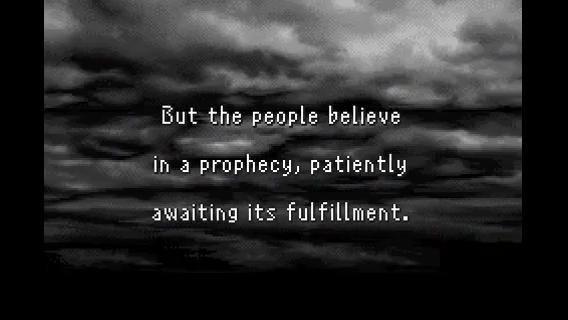 But the people believe
in a prophecy, patiently
awaiting its fulfillment.